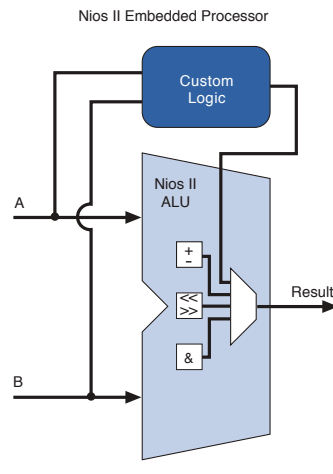 Nios II Embedded Processor
Custom
Logic
A
Nios II
ALU
+
-
<<
>>
Result
&
B